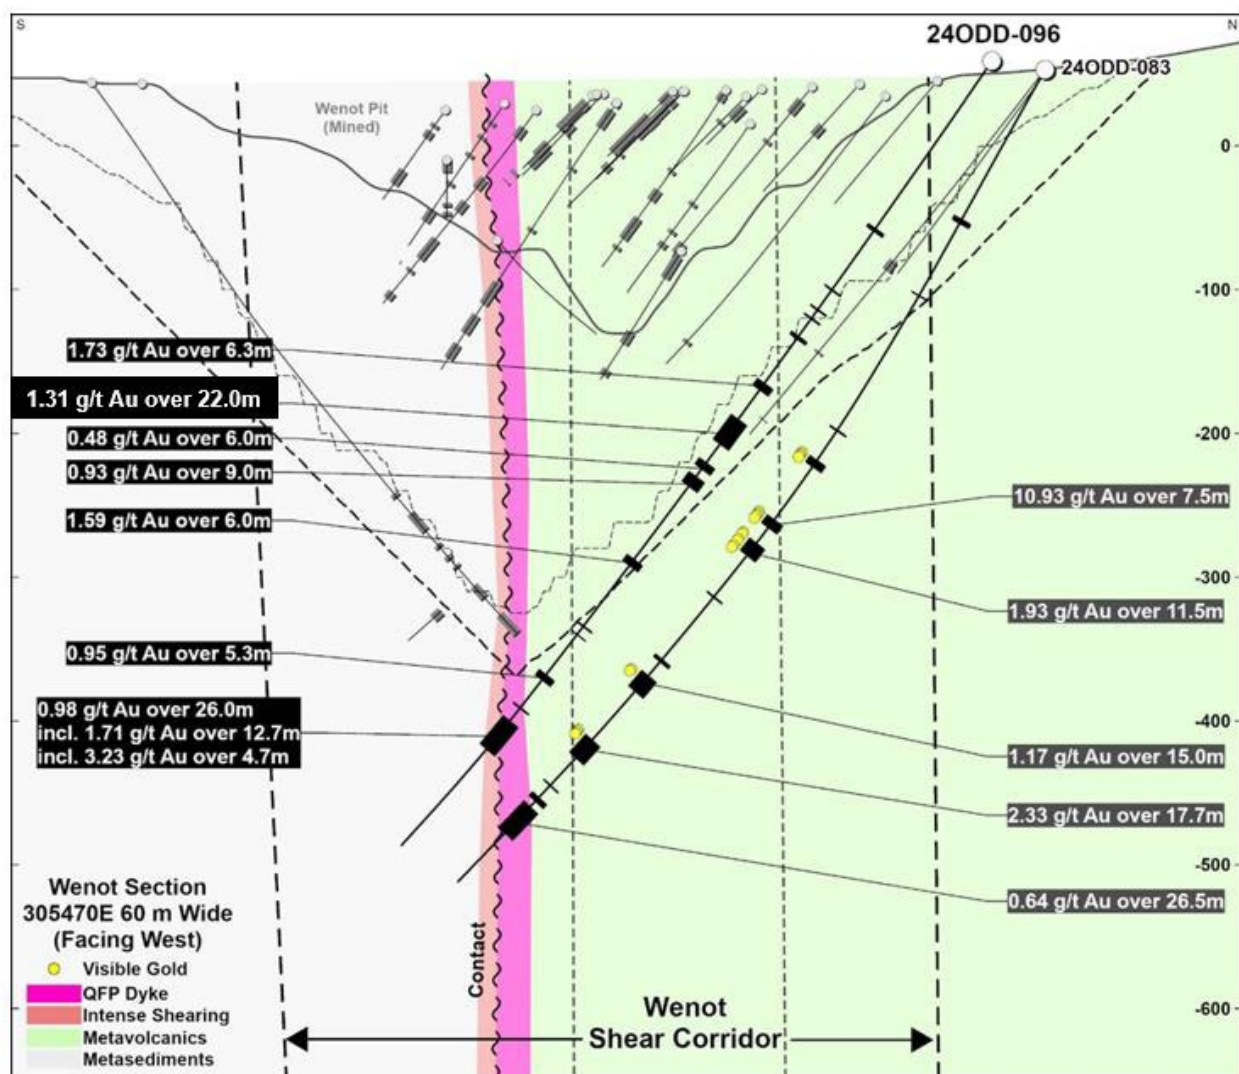 S
N
24ODD-096
24ODD-083
Wenot Pit
(Mined)
0
-100
-200
-300
-400
-500
-600
1.73 g/t Au over 6.3m
1.31 g/t Au over 22.0m
0.48 g/t Au over 6.0m
0.93 g/t Au over 9.0m
1.59 g/t Au over 6.0m
0.95 g/t Au over 5.3m
0.98 g/t Au over 26.0m
incl. 1.71 g/t Au over 12.7m
incl. 3.23 g/t Au over 4.7m
10.93 g/t Au over 7.5m
1.93 g/t Au over 11.5m
1.17 g/t Au over 15.0m
2.33 g/t Au over 17.7m
0.64 g/t Au over 26.5m
Wenot Section
305470E 60 m Wide
(Facing West)
Visible Gold
QFP Dyke
Intense Shearing
Metavolcanics
Metasediments
Contact
Wenot
Shear Corridor